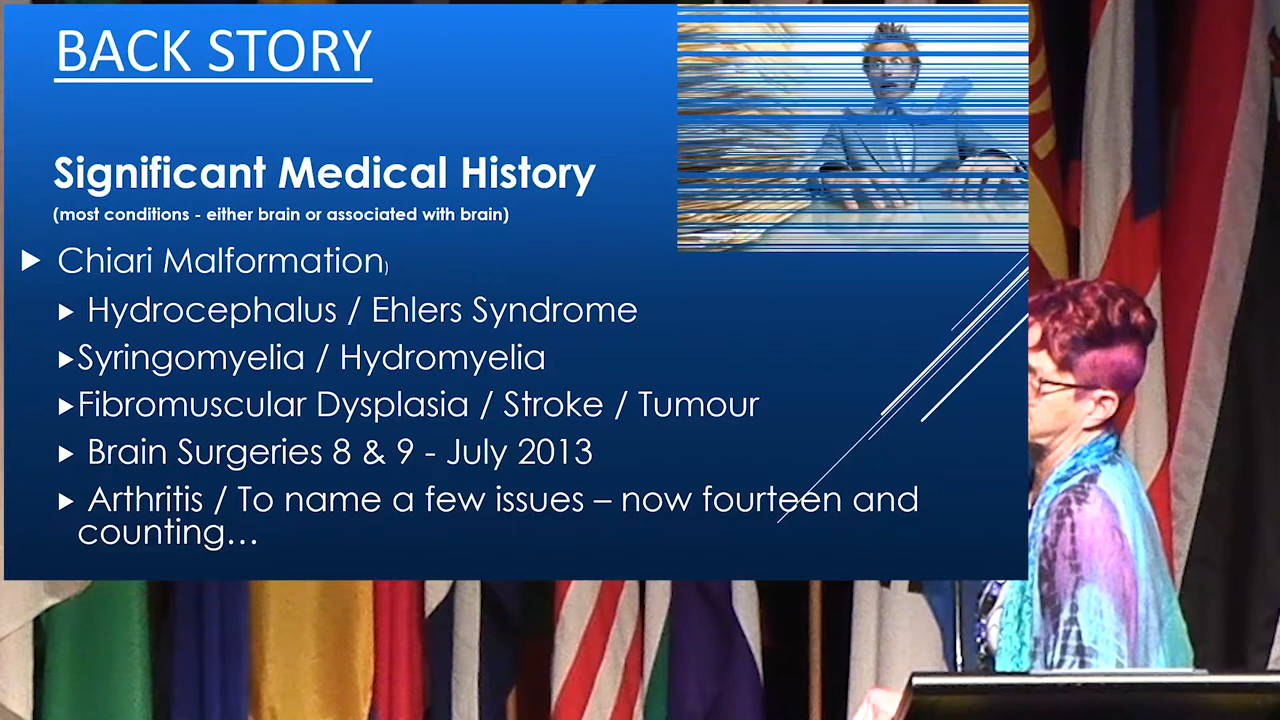 BACK STORY
Significant Medical History
(most conditions - either brain or associated with brain)
Chiari Malformation)
Hydrocephalus / Ehlers Syndrome
Syringomyelia / Hydromyelia
Fibromuscular Dysplasia / Stroke / Tumour
Brain Surgeries 8 & 9 - July 2013
Arthritis / To name a few issues – now fourteen and
counting…